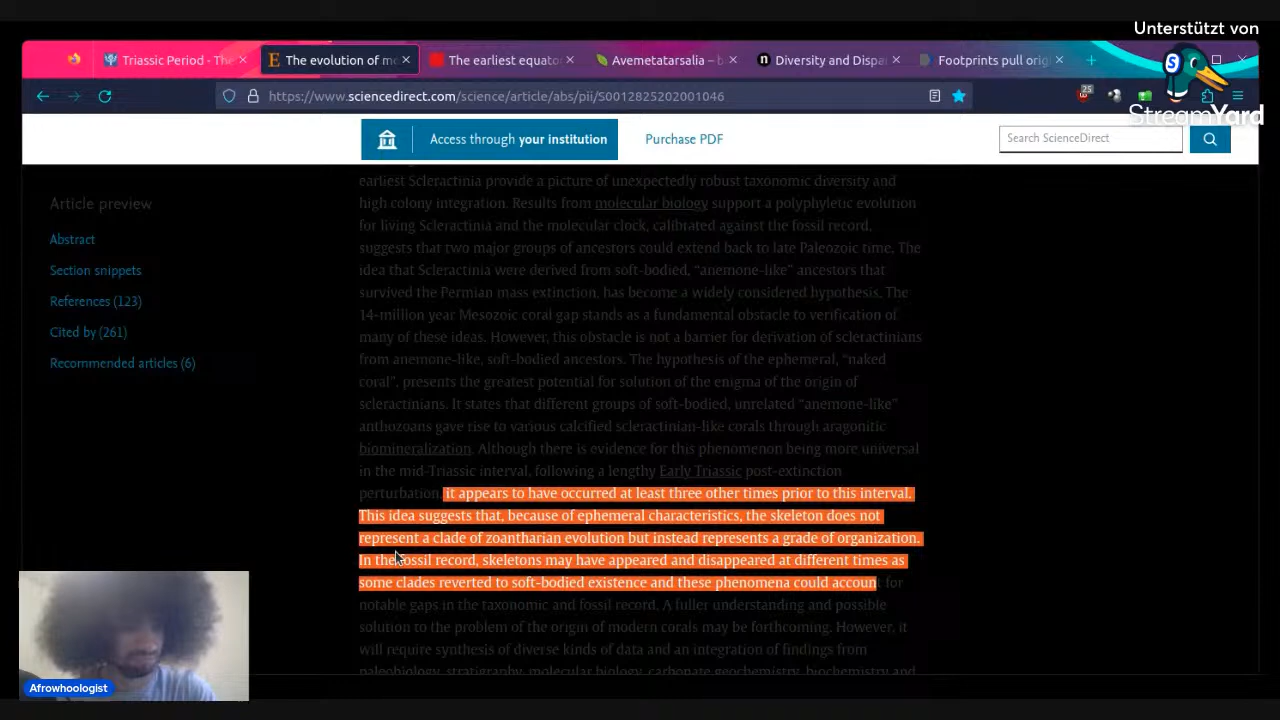 Unterstützt von
StreamYard
Triassic Period - The
The evolution of mo
The earliest equato
Avemetatarsalia – b
Diversity and Dispa
Footprints pull orig
https://www.sciencedirect.com/science/article/abs/pii/S0012825202001046
25
Access through your institution
Purchase PDF
Search ScienceDirect
Article preview
Abstract
Section snippets
References (123)
Cited by (261)
Recommended articles (6)
earliest Scleractinia provide a picture of unexpectedly robust taxonomic diversity and
high colony integration. Results from molecular biology support a polyphyletic evolution
for living Scleractinia and the molecular clock, calibrated against the fossil record,
suggests that two major groups of ancestors could extend back to late Paleozoic time. The
idea that Scleractinia were derived from soft-bodied, “anemone-like” ancestors that
survived the Permian mass extinction, has become a widely considered hypothesis. The
14-million year Mesozoic coral gap stands as a fundamental obstacle to verification of
many of these ideas. However, this obstacle is not a barrier for derivation of scleractinians
from anemone-like, soft-bodied ancestors. The hypothesis of the ephemeral, “naked
coral”, presents the greatest potential for solution of the enigma of the origin of
scleractinians. It states that different groups of soft-bodied, unrelated “anemone-like”
anthozoans gave rise to various calcified scleractinian-like corals through aragonitic
biomineralization. Although there is evidence for this phenomenon being more universal
in the mid-Triassic interval, following a lengthy Early Triassic post-extinction
perturbation, it appears to have occurred at least three other times prior to this interval.
This idea suggests that, because of ephemeral characteristics, the skeleton does not
represent a clade of zoantharian evolution but instead represents a grade of organization.
In the fossil record, skeletons may have appeared and disappeared at different times as
some clades reverted to soft-bodied existence and these phenomena could account for
notable gaps in the taxonomic and fossil record. A fuller understanding and possible
solution to the problem of the origin of modern corals may be forthcoming. However, it
will require synthesis of diverse kinds of data and an integration of findings from
paleobiology, stratigraphy, molecular biology, carbonate geochemistry, biochemistry and
Afrowhoologist